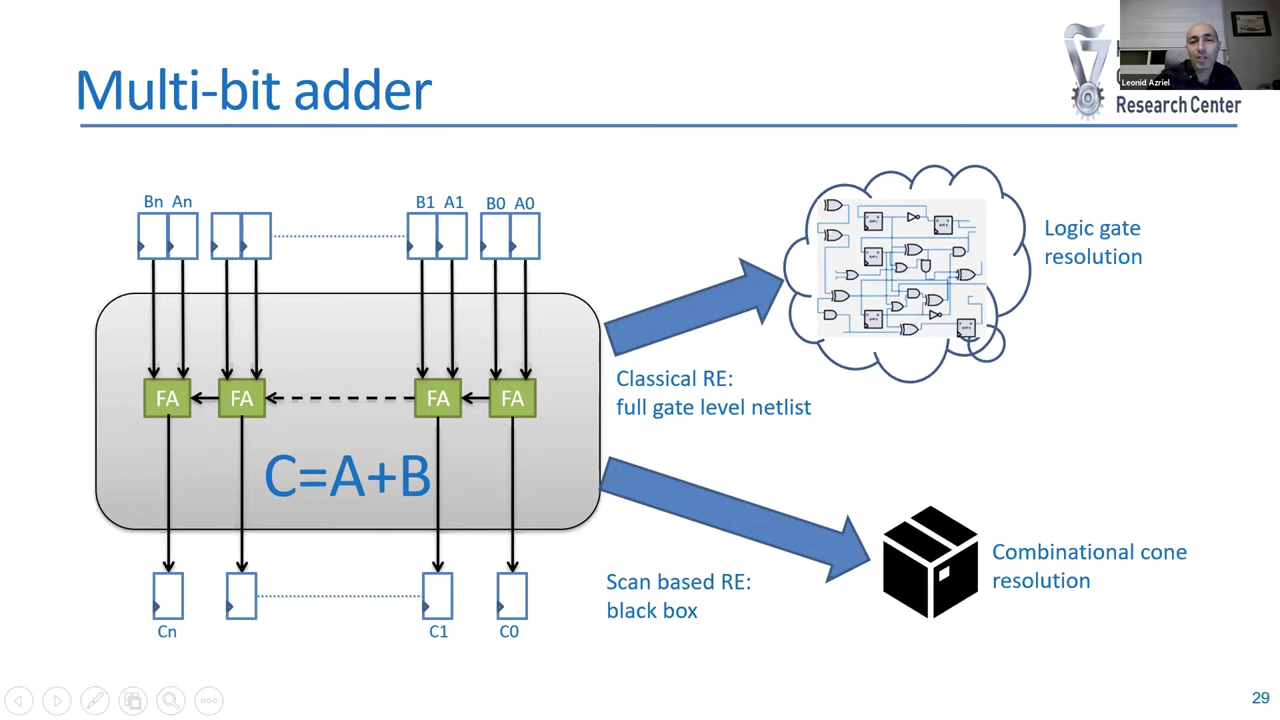 Multi-bit adder
Research Center
Leonid Azriel
Bn An
B1 A1
B0 A0
FA
FA
FA
FA
C=A+B
Cn
C1
C0
Logic gate
resolution
Classical RE:
full gate level netlist
Scan based RE:
black box
Combinational cone
resolution
29